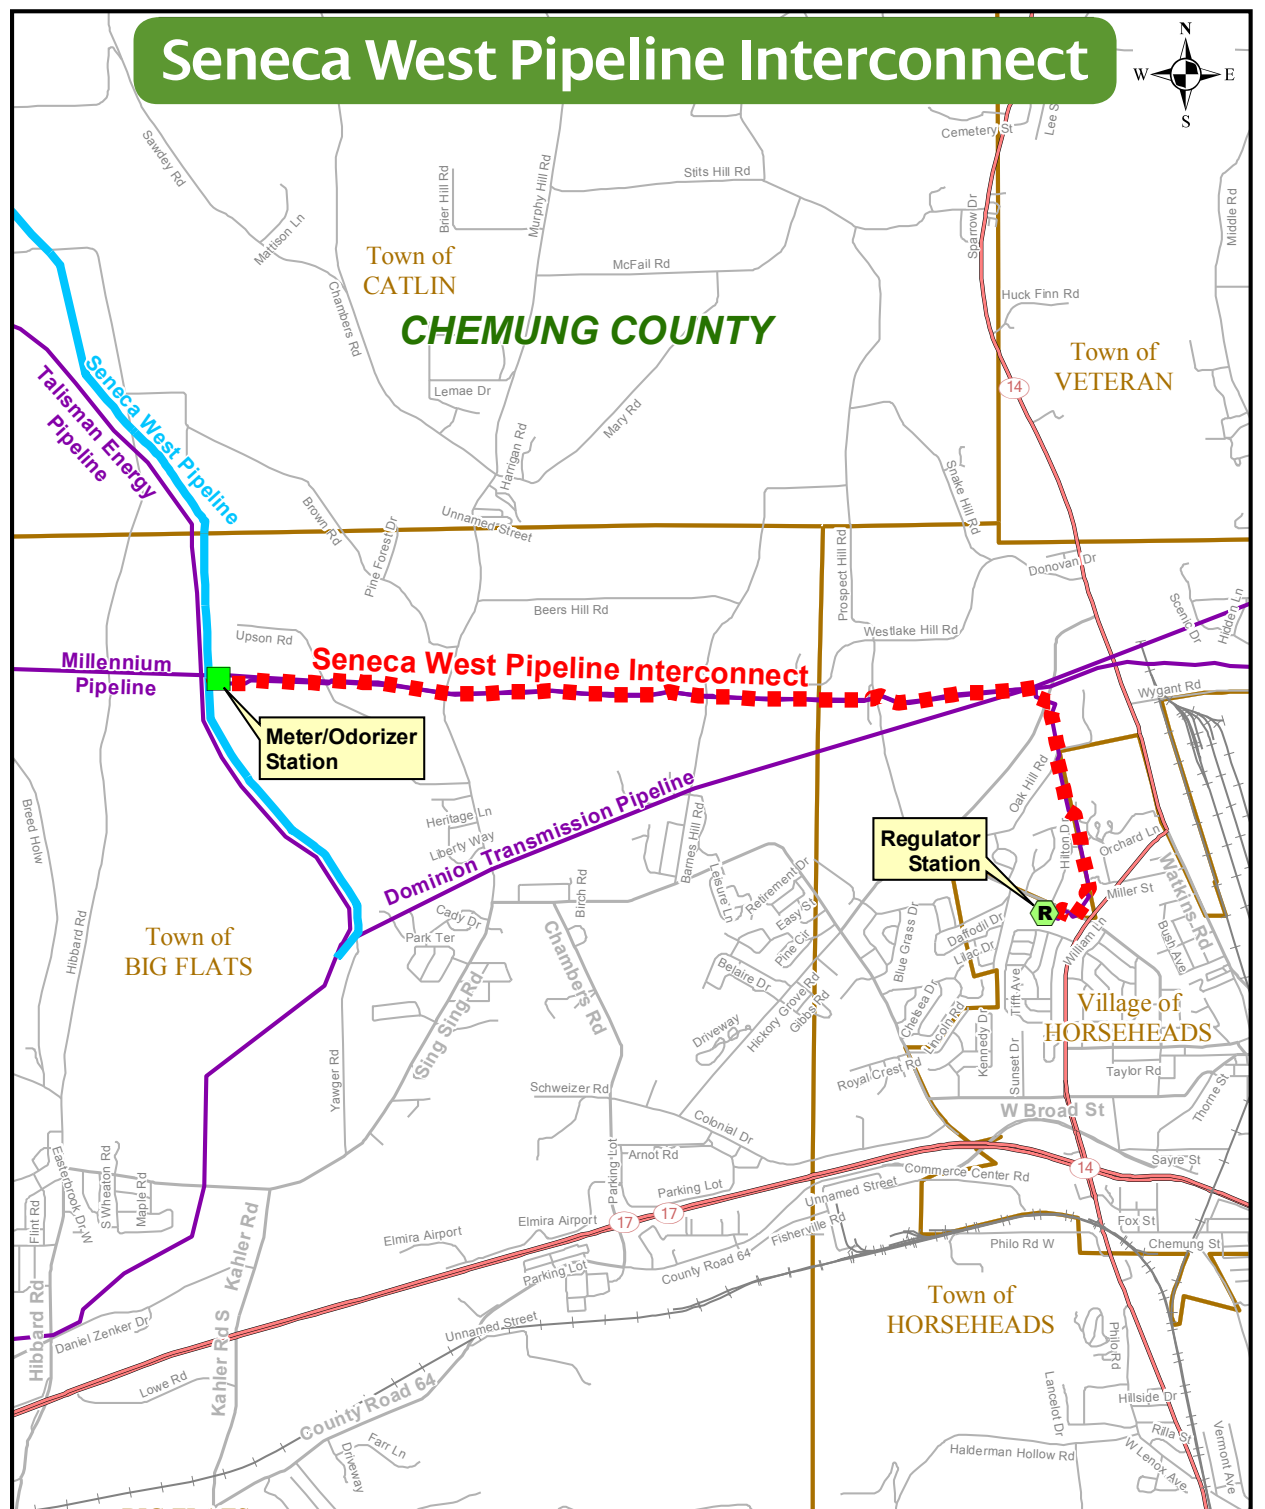 Seneca West Pipeline Interconnect
N
W
E
S
Cemetery St
Lee S
Sawdey Rd
Brier Hill Rd
Murphy Hill Rd
Stits Hill Rd
Sparrow Dr
Middle Rd
Mattison Ln
Town of
CATLIN
McFail Rd
Chambers Rd
Huck Finn Rd
CHEMUNG COUNTY
Town of
VETERAN
14
Seneca West Pipeline
Talisman Energy
Pipeline
Lemae Dr
Mary Rd
Harrigan Rd
Snake Hill Rd
Brown Rd
Unnamed Street
Pine Forest Dr
Prospect Hill Rd
Donovan Dr
Scenic Dr
Hidden Ln
Beers Hill Rd
Upson Rd
Westlake Hill Rd
Millennium
Pipeline
Seneca West Pipeline Interconnect
Wygant Rd
Meter/Odorizer
Station
Oak Hill Rd
Breed Holw
Heritage Ln
Liberty Way
Dominion Transmission Pipeline
Barnes Hill Rd
Regulator
Station
Hilton Dr
Orchard Ln
Watkins Rd
Miller St
R
Birch Rd
Leisure Ln
Retirement Dr
Easy St
Pine Cir
Blue Grass Dr
Daffodil Dr
Lilac Dr
William Ln
Bush Ave
Hibbard Rd
Town of
BIG FLATS
Cady Dr
Park Ter
Chambers Rd
Sing Sing Rd
Belaire Dr
Hickory Grove Rd
Gibbs Rd
Driveway
Chelsea Dr
Lincoln Rd
Tifft Ave
Kennedy Dr
Sunset Dr
Village of
HORSEHEADS
Yawger Rd
Schweizer Rd
Royal Crest Rd
Taylor Rd
Thorne St
W Broad St
Colonial Dr
Arnot Rd
Parking Lot
Parking Lot
Sayre St
14
Commerce Center Rd
Unnamed Street
Easterbrook Dr W
S Wheaton Rd
Maple Rd
Flint Rd
Kahler Rd
Elmira Airport
Elmira Airport
17
17
Fisherville Rd
Fox St
Philo Rd W
Chemung St
Parking Lot
County Road 64
Hibbard Rd
Daniel Zenker Dr
Kahler Rd S
Unnamed Street
Town of
HORSEHEADS
Philo Rd
Lowe Rd
County Road 64
Lancelot Dr
Hillside Dr
Farr Ln
Driveway
Halderman Hollow Rd
Rilla St
W Lenox Ave
Vermont Ave